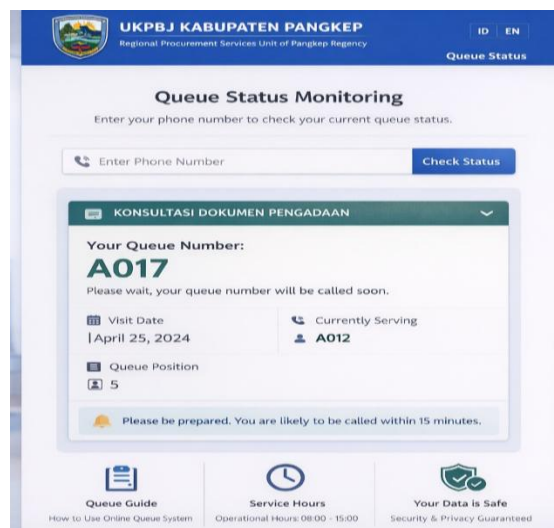 UKPBJ KABUPATEN PANGKEP
Regional Procurement Services Unit of Pangkep Regency
ID EN
Queue Status
Queue Status Monitoring
Enter your phone number to check your current queue status.
Enter Phone Number
Check Status
KONSULTASI DOKUMEN PENGADAAN
Your Queue Number:
A017
Please wait, your queue number will be called soon.
Visit Date
April 25, 2024
Currently Serving
A012
Queue Position
5
Please be prepared. You are likely to be called within 15 minutes.
Queue Guide
How to Use Online Queue System
Service Hours
Operational Hours: 08:00 - 15:00
Your Data is Safe
Security & Privacy Guaranteed